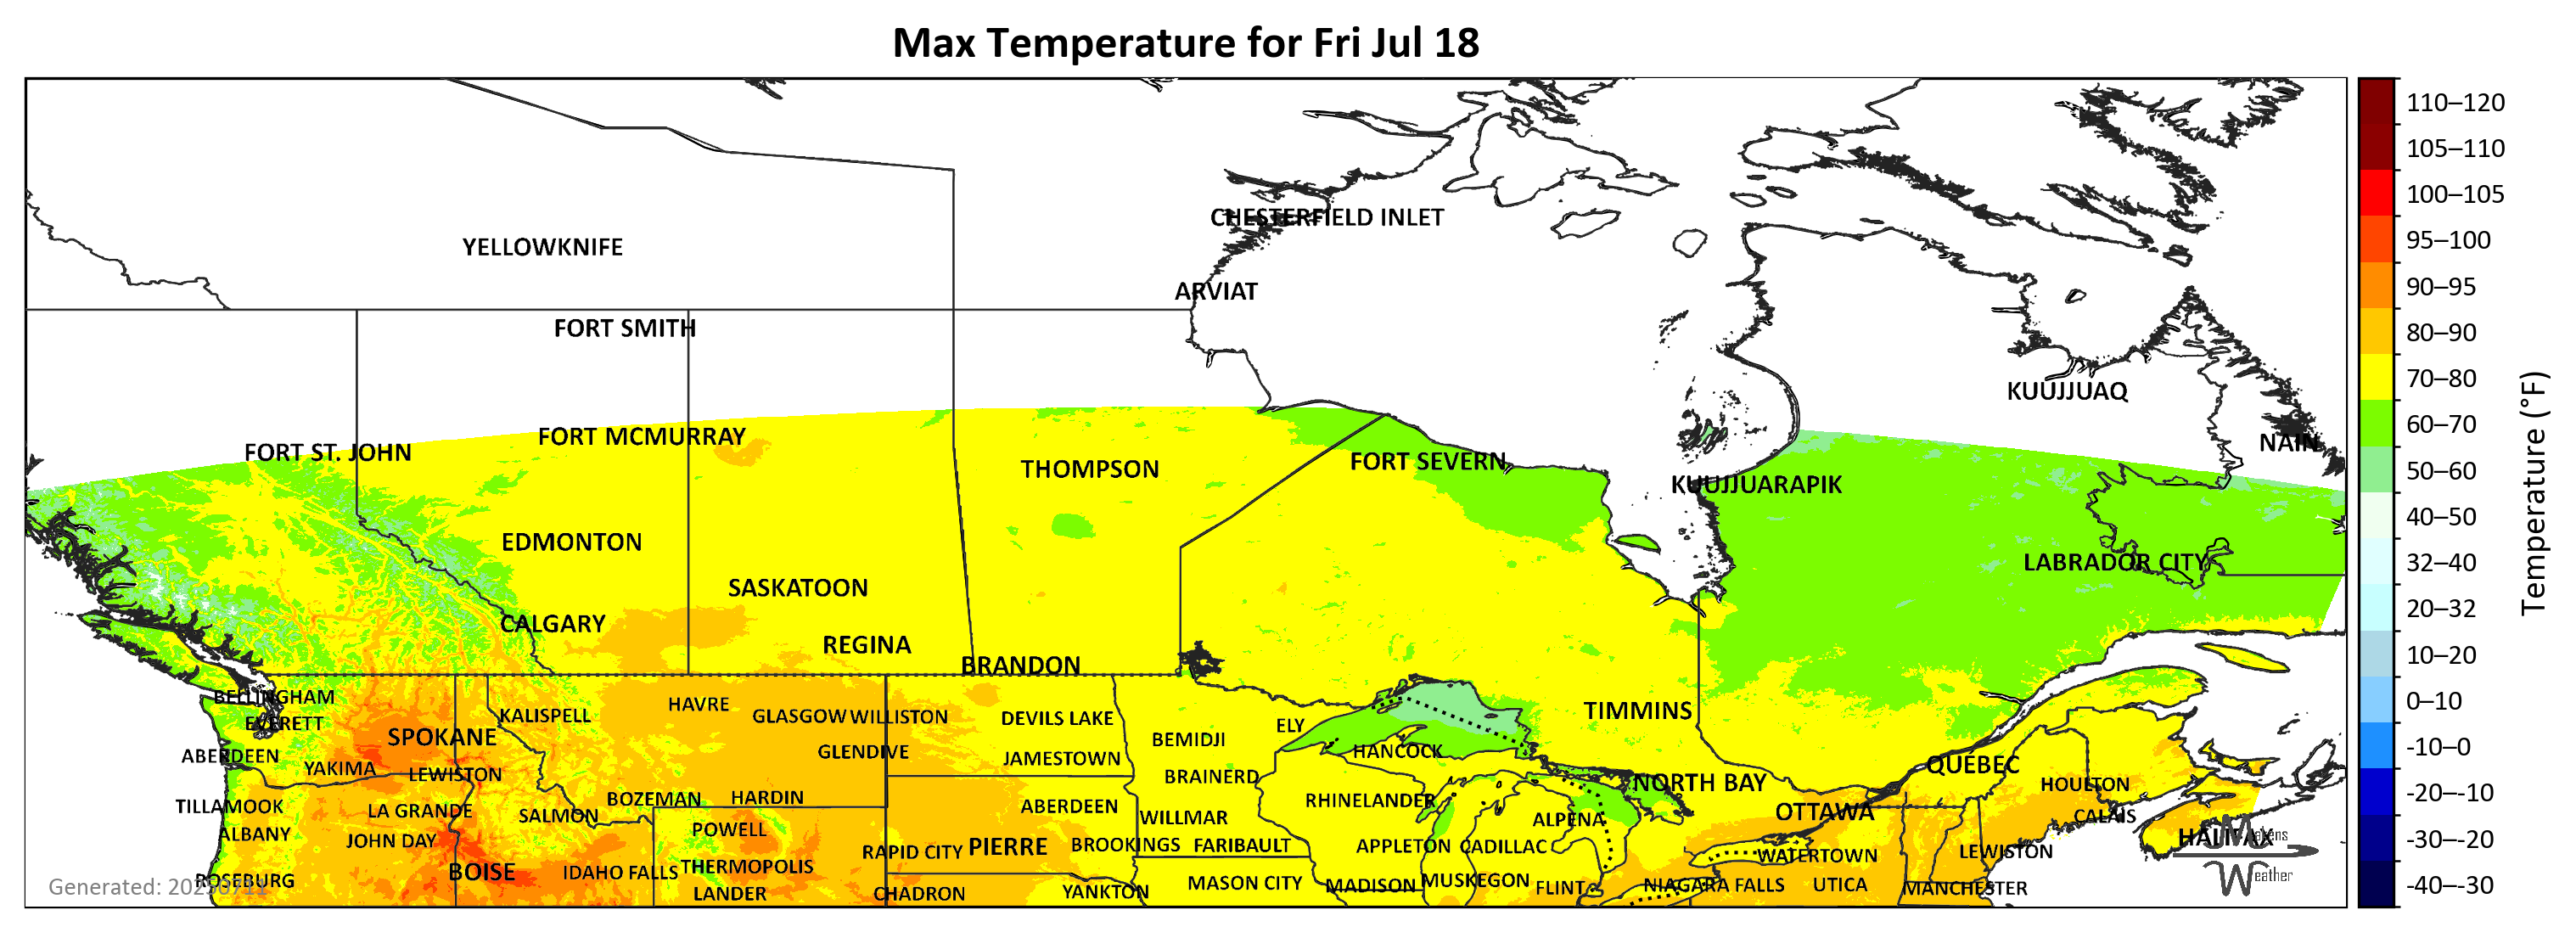 Max Temperature for Fri Jul 18
CHESTERFIELD INLET
YELLOWKNIFE
ARVIAT
FORT SMITH
KUUJJUAQ
FORT MCMURRAY
NAIN
FORT ST. JOHN
FORT SEVERN
THOMPSON
KUUJJUARAPIK
EDMONTON
LABRADOR CITY
SASKATOON
CALGARY
REGINA
BRANDON
BELLINGHAM
HAVRE
TIMMINS
KALISPELL
GLASGOW
WILLISTON
DEVILS LAKE
EVERETT
ELY
SPOKANE
BEMIDJI
GLENDIVE
HANCOCK
ABERDEEN
JAMESTOWN
QUÉBEC
YAKIMA
LEWISTON
BRAINERD
NORTH BAY
HOULTON
BOZEMAN
HARDIN
RHINELANDER
TILLAMOOK
LA GRANDE
SALMON
ABERDEEN
WILLMAR
ALPENA
OTTAWA
CALAIS
ALBANY
JOHN DAY
POWELL
HALIFAX
RAPID CITY
PIERRE
BROOKINGS
FARIBAULT
APPLETON
CADILLAC
WATERTOWN
LEWISTON
BOISE
IDAHO FALLS
THERMOPOLIS
ROSEBURG
LANDER
CHADRON
YANKTON
MASON CITY
MADISON
MUSKEGON
FLINT
NIAGARA FALLS
UTICA
MANCHESTER
Weather
110–120
105–110
100–105
95–100
90–95
80–90
70–80
60–70
50–60
40–50
32–40
20–32
10–20
0–10
-10–0
-20–-10
-30–-20
-40–-30
Temperature (°F)